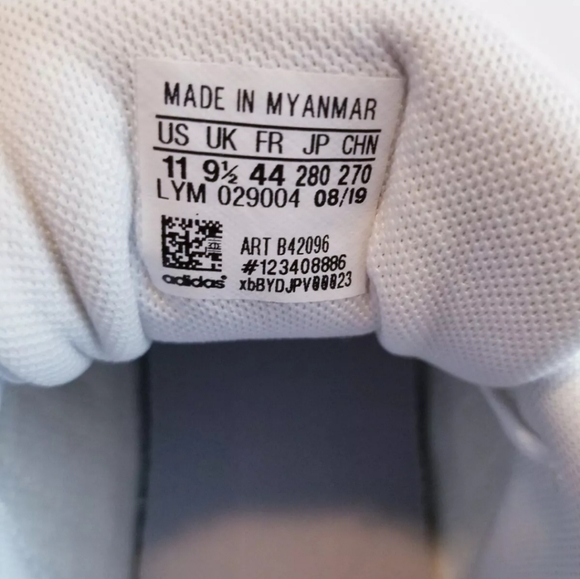 MADE IN MYANMAR
US UK FR JP CHN
11 9½ 44 280 270
LYM 029004 08/19
ART B42096
#123408886
adidas®